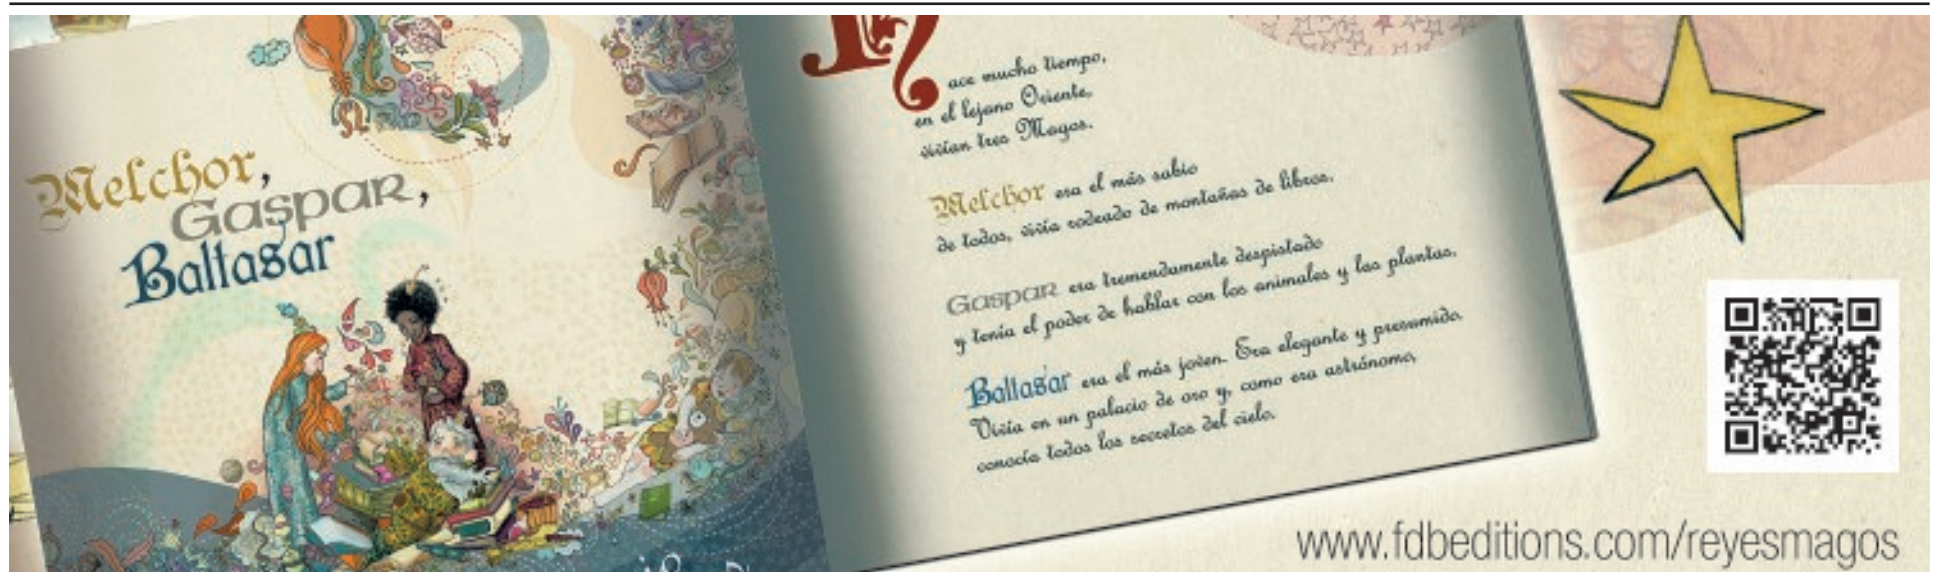 Melchor,
Gaspar,
Baltasar
Hace mucho tiempo,
en el lejano Oriente,
vivían tres Magos.
Melchor era el más sabio
de todos, vivía rodeado de montañas de libros.
Gaspar era tremendamente despistado
y tenía el poder de hablar con los animales y las plantas.
Baltasar era el más joven. Era elegante y presumido.
Vivía en un palacio de oro y, como era astrónomo,
conocía todos los secretos del cielo.
www.fdbeditions.com/reyesmagos